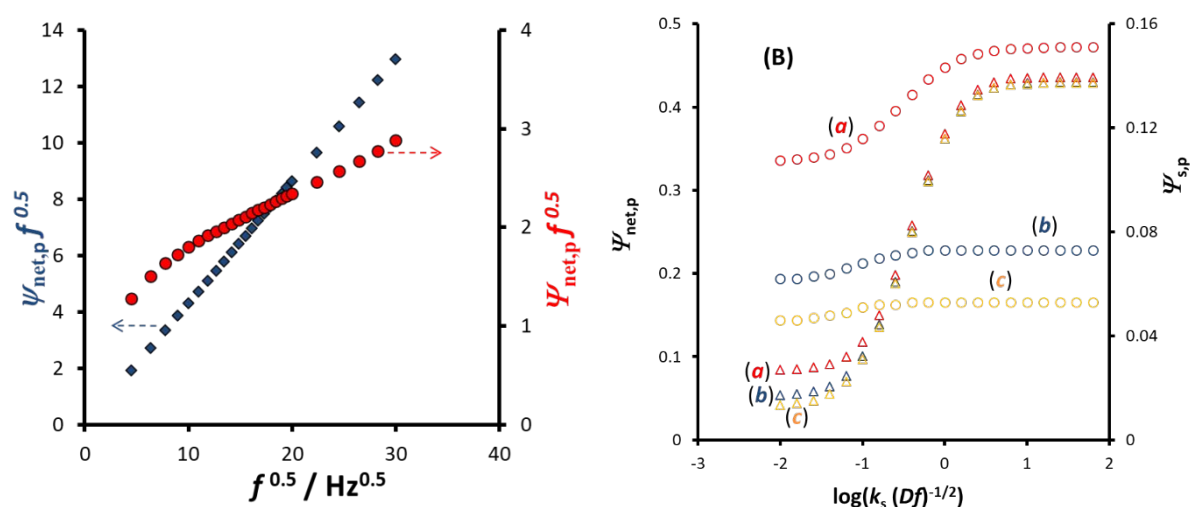 14
12
10
8
6
4
2
0
ψnet,p f 0.5
4
3
2
1
0
Ψnet,p f 0.5
0
10
20
30
40
f 0.5 / Hz0.5
(B)
0.5
0.4
0.3
0.2
0.1
0
Ψnet,p
0.16
0.12
0.08
0.04
0
Ψs,p
(a)
(b)
(c)
(a)
(b)
(c)
-3
-2
-1
0
1
2
log(ks (Df)-1/2)